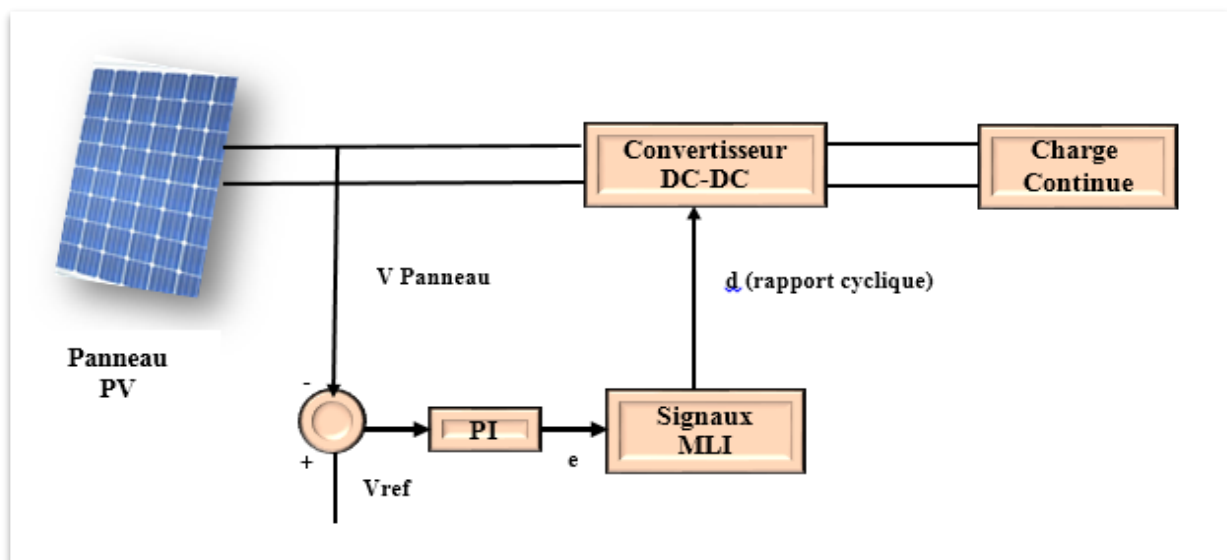 Convertisseur
DC-DC
Charge
Continue
V Panneau
d (rapport cyclique)
Panneau
PV
-
+
PI
e
Signaux
MLI
Vref